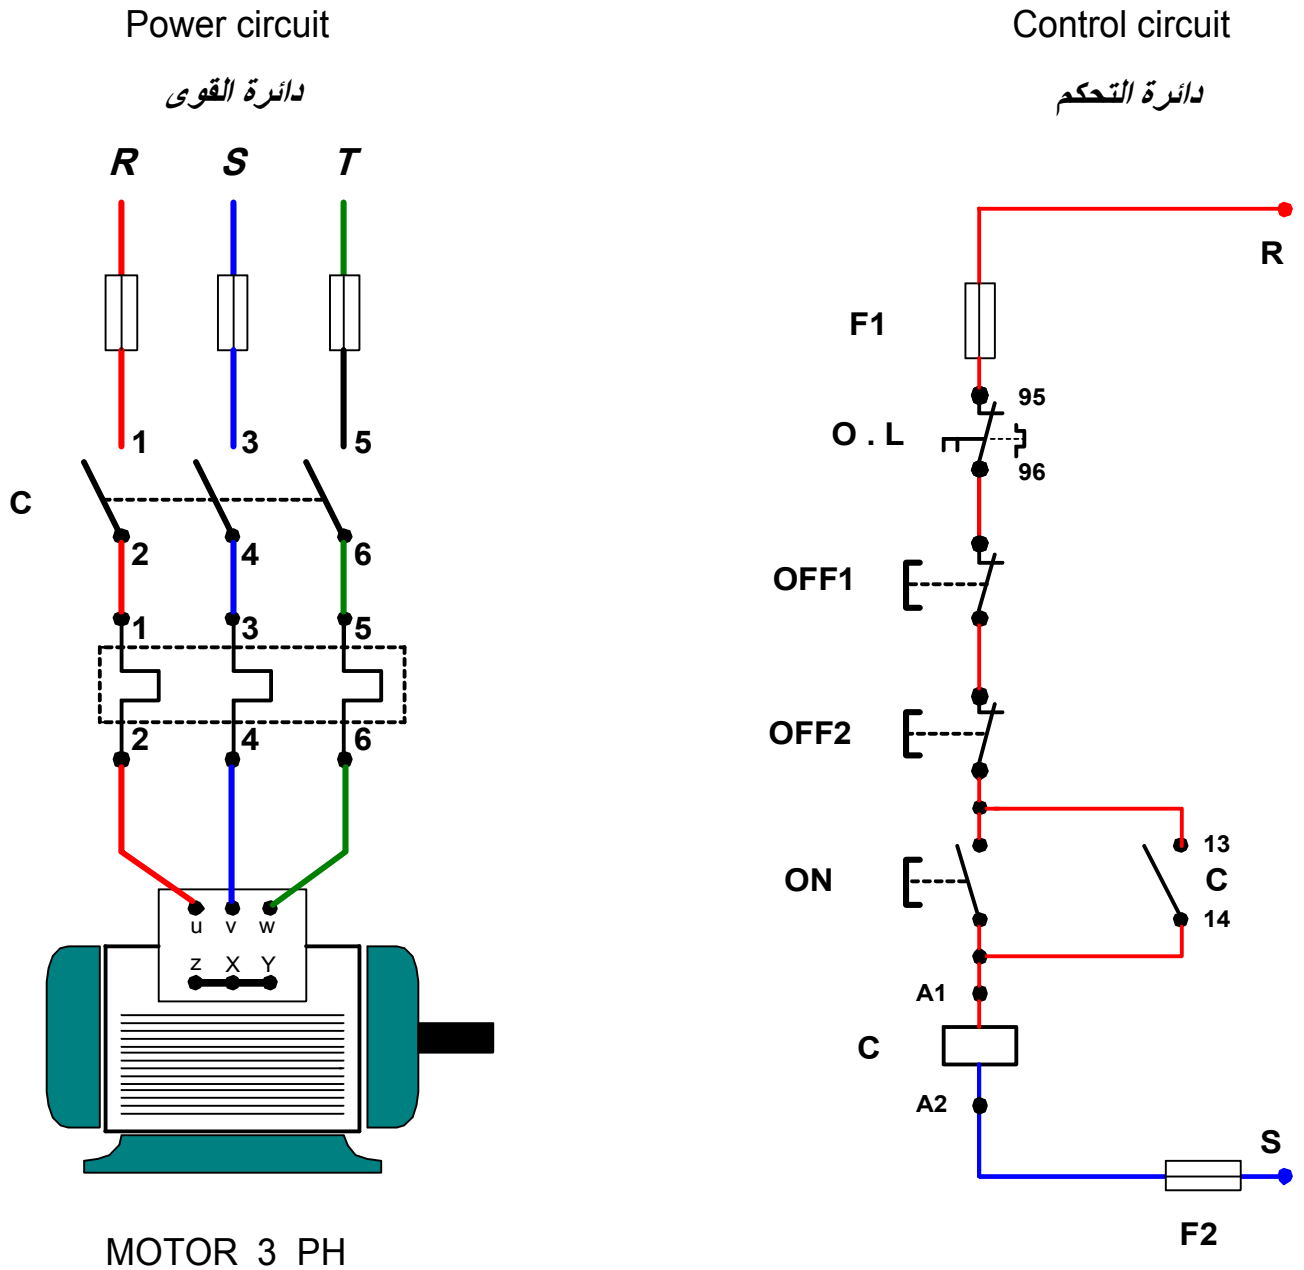 Power circuit
دائرة القوى
R S T
1 3 5
C
2 4 6
1 3 5
2 4 6
u v w
z X Y
MOTOR 3 PH
Control circuit
دائرة التحكم
R
F1
95
O . L
96
OFF1
OFF2
ON
13
C
14
A1
C
A2
S
F2